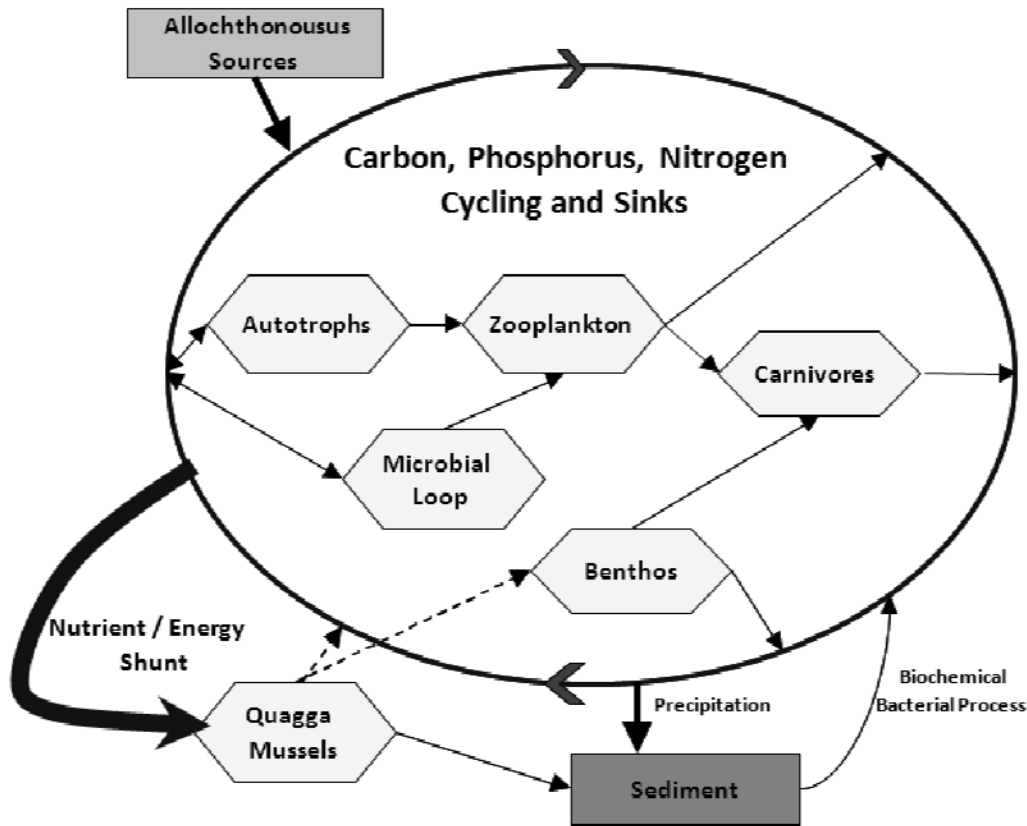 Allochthonousus
Sources
Carbon, Phosphorus, Nitrogen
Cycling and Sinks
Autotrophs
Zooplankton
Carnivores
Microbial
Loop
Benthos
Nutrient / Energy
Shunt
Quagga
Mussels
Precipitation
Biochemical
Bacterial Process
Sediment